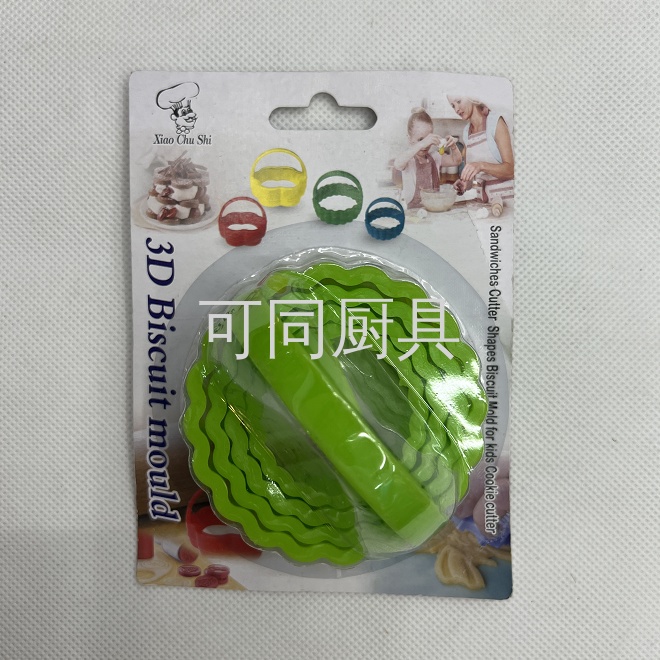 Xiao Chu Shi
3D Biscuit mould
Sandwiches Cutter Shapes Biscuit Mold for kids Cookie cutter
可同厨具